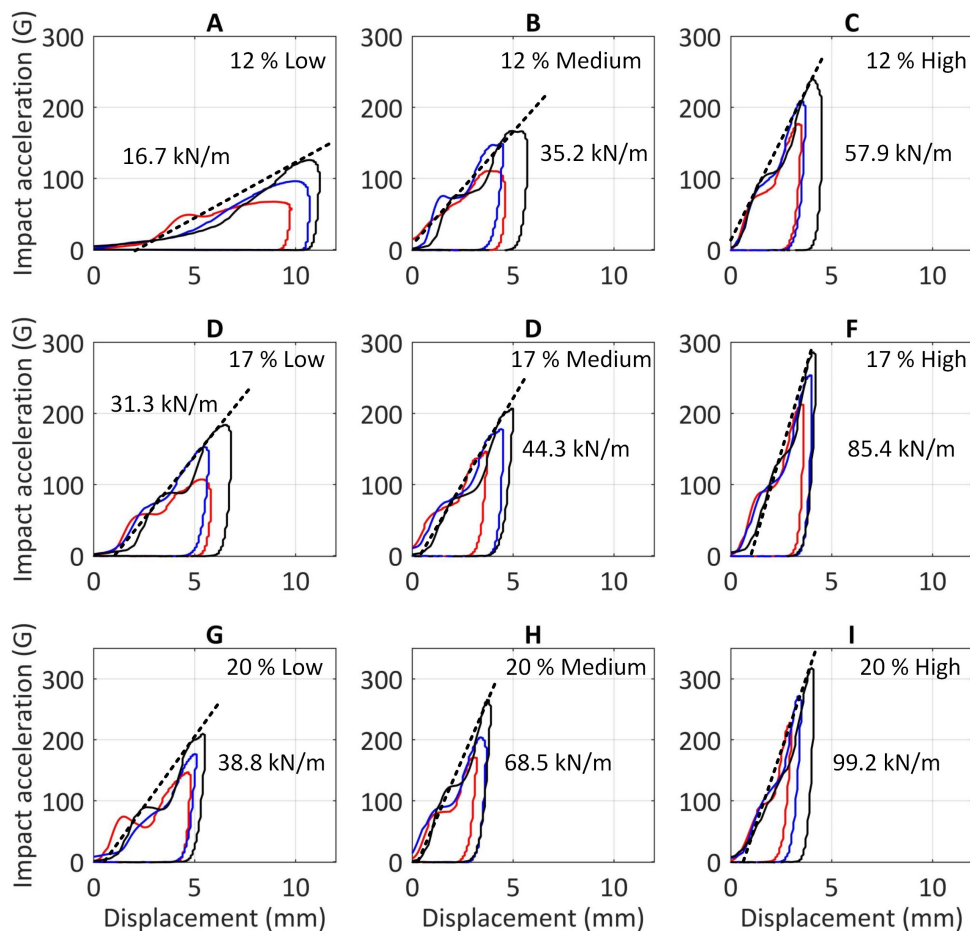 A
B
C
Impact acceleration (G)
300
200
100
0
12 % Low
16.7 kN/m
0
5
10
300
200
100
0
12 % Medium
35.2 kN/m
0
5
10
300
200
100
0
12 % High
57.9 kN/m
0
5
10
D
D
F
Impact acceleration (G)
300
200
100
0
17 % Low
31.3 kN/m
0
5
10
300
200
100
0
17 % Medium
44.3 kN/m
0
5
10
300
200
100
0
17 % High
85.4 kN/m
0
5
10
G
H
I
Impact acceleration (G)
300
200
100
0
20 % Low
38.8 kN/m
0
5
10
Displacement (mm)
300
200
100
0
20 % Medium
68.5 kN/m
0
5
10
Displacement (mm)
300
200
100
0
20 % High
99.2 kN/m
0
5
10
Displacement (mm)